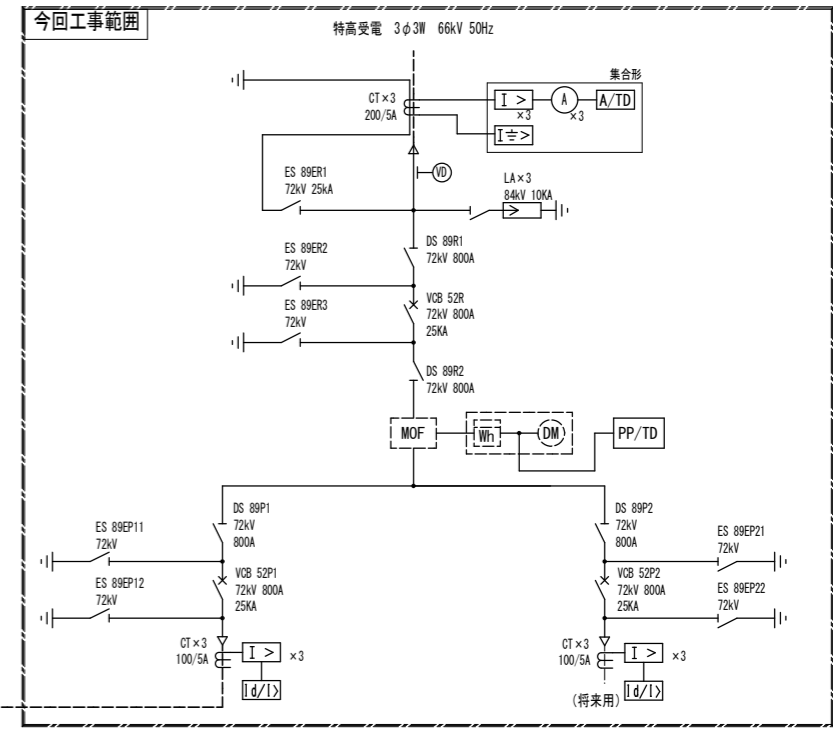 今回工事範囲
特高受電 3φ3W 66kV 50Hz
集合形
CT×3
200/5A
I >
×3
A
×3
A/TD
I≑>
VD
ES 89ER1
72kV 25kA
LA×3
84kV 10KA
DS 89R1
72kV 800A
ES 89ER2
72kV
VCB 52R
72kV 800A
25KA
ES 89ER3
72kV
DS 89R2
72kV 800A
MOF
Wh
DM
PP/TD
DS 89P1
72kV
800A
ES 89EP11
72kV
VCB 52P1
72kV 800A
25KA
ES 89EP12
72kV
CT×3
100/5A
I >
×3
Id/I>
DS 89P2
72kV
800A
ES 89EP21
72kV
VCB 52P2
72kV 800A
25KA
ES 89EP22
72kV
CT×3
100/5A
I >
×3
Id/I>
(将来用)